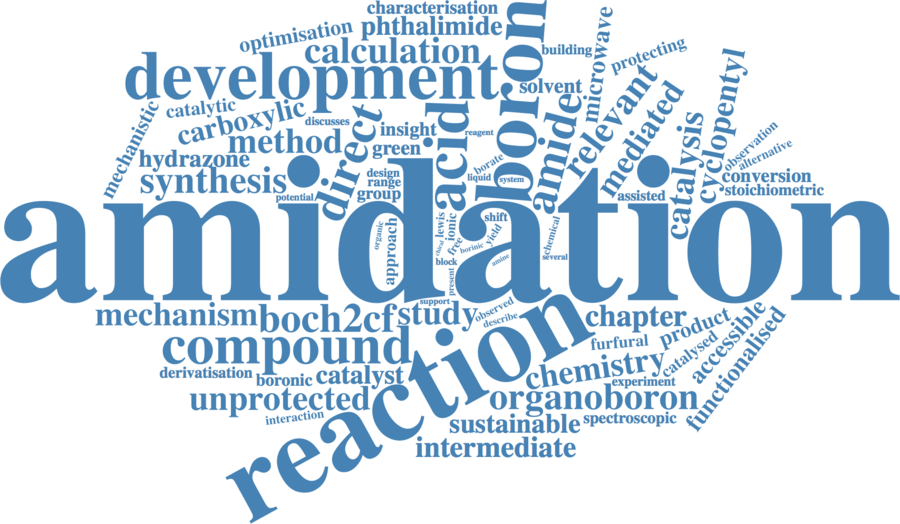 characterisation
optimisation
phthalimide
calculation
boron
building
microwave
protecting
development
solvent
catalytic
mechanistic
carboxylic
discusses
direct
insight
acid
reagent
amide
relevant
mediated
cyclopentyl
catalysis
observation
alternative
method
green
hydrazone
synthesis
potential
design
range
group
borate
liquid
system
assisted
conversion
stoichiometric
amidation
organic
approach
lewis
ionic
free
shift
yield
borinic
block
present
amine
chemical
several
support
mechanism
boch2cf
study
observed
describe
reaction
chapter
product
accessible
functionalised
compound
furfural
catalysed
derivatisation
boronic
catalyst
chemistry
experiment
unprotected
organoboron
interaction
sustainable
spectroscopic
intermediate